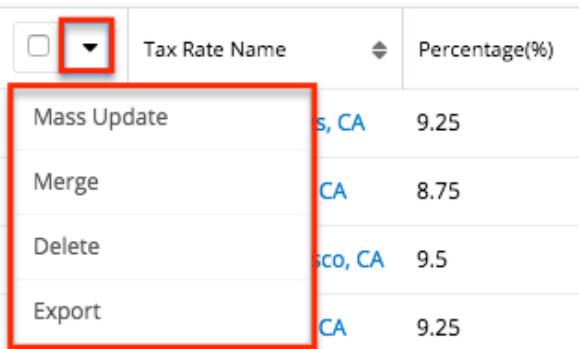 Tax Rate Name Percentage(%)
Mass Update s, CA 9.25
Merge CA 8.75
Delete sco, CA 9.5
Export CA 9.25